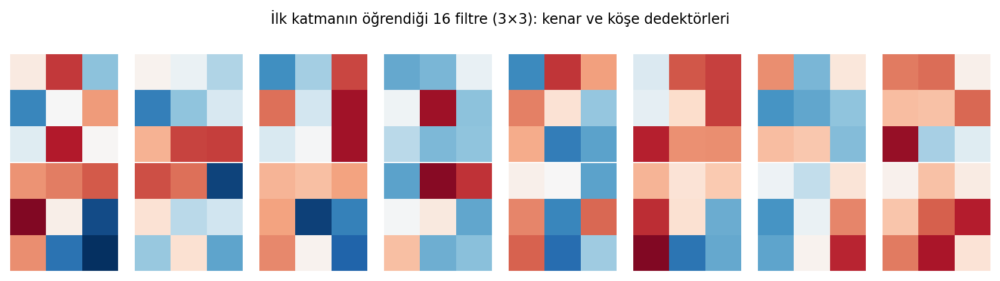 İlk katmanın öğrendiği 16 filtre (3×3): kenar ve köşe dedektörleri